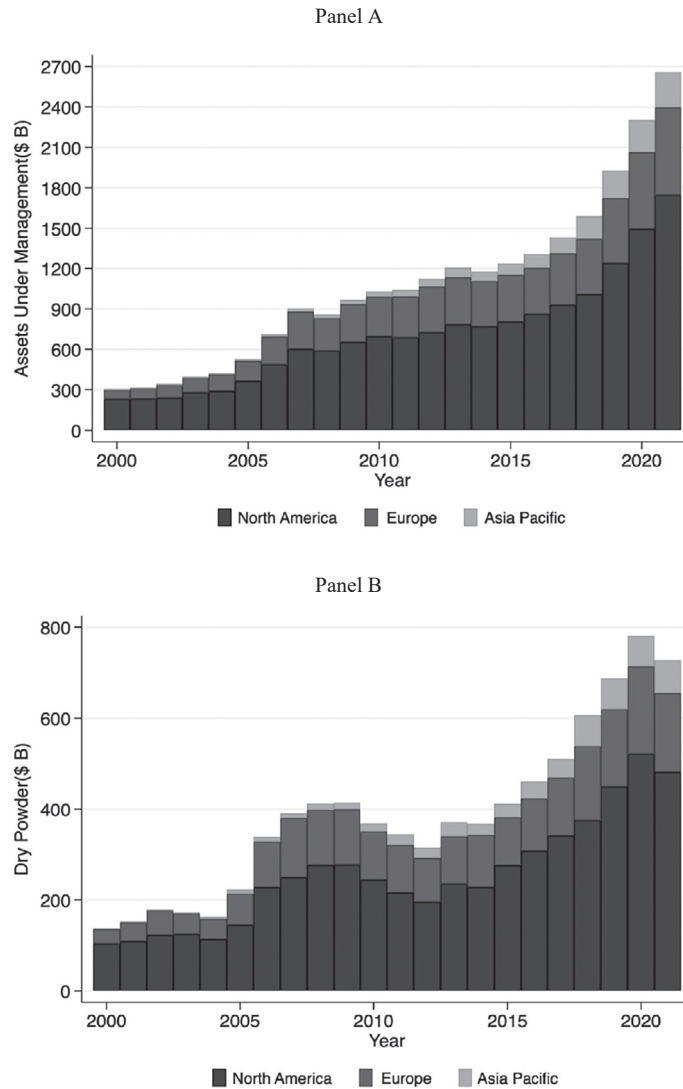 Panel A
Assets Under Management($ B)
2700
2400
2100
1800
1500
1200
900
600
300
0
2000 2005 2010 2015 2020
Year
North America Europe Asia Pacific
Panel B
Dry Powder($ B)
800
600
400
200
0
2000 2005 2010 2015 2020
Year
North America Europe Asia Pacific